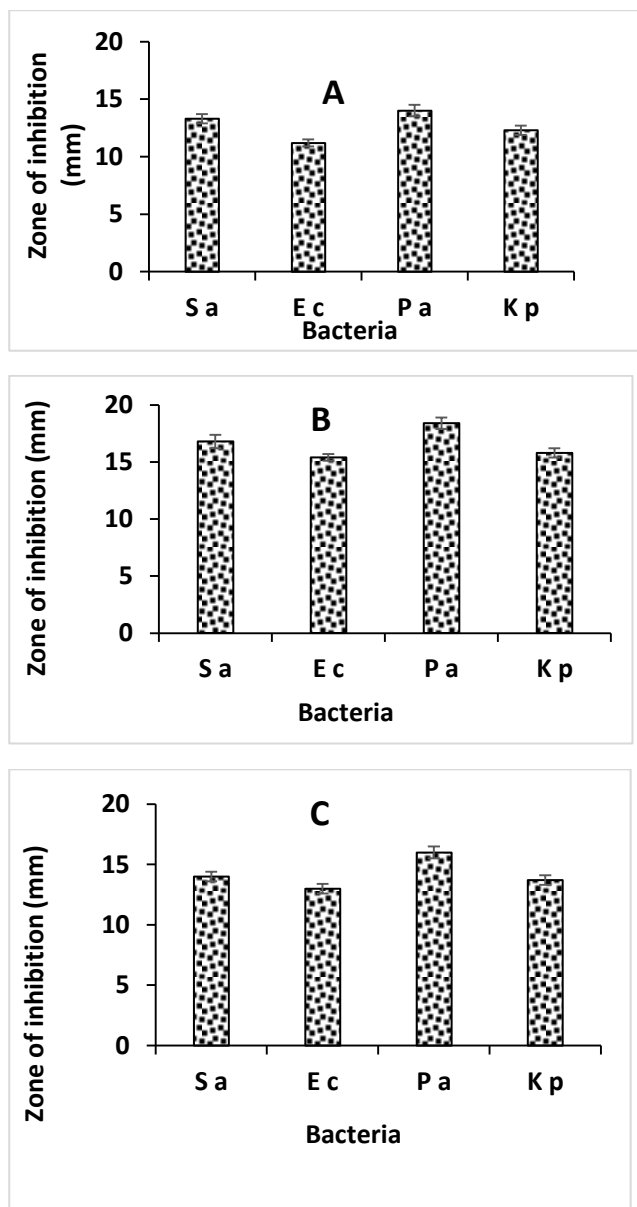 A
Zone of inhibition
(mm)
20
15
10
5
0
S a E c P a K p
Bacteria
B
Zone of inhibition (mm)
20
15
10
5
0
S a E c P a K p
Bacteria
C
Zone of inhibition (mm)
20
15
10
5
0
S a E c P a K p
Bacteria